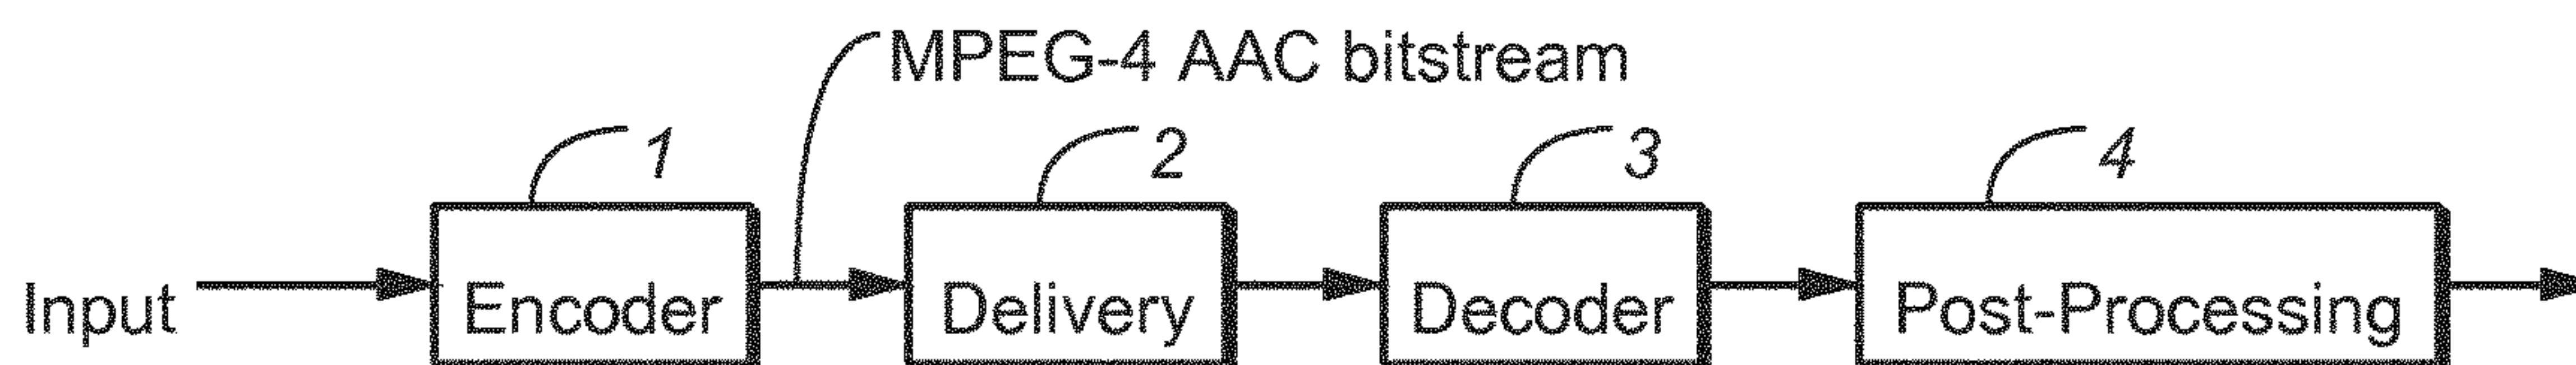 MPEG-4 AAC bitstream
1 2 3 4
Input Encoder Delivery Decoder Post-Processing